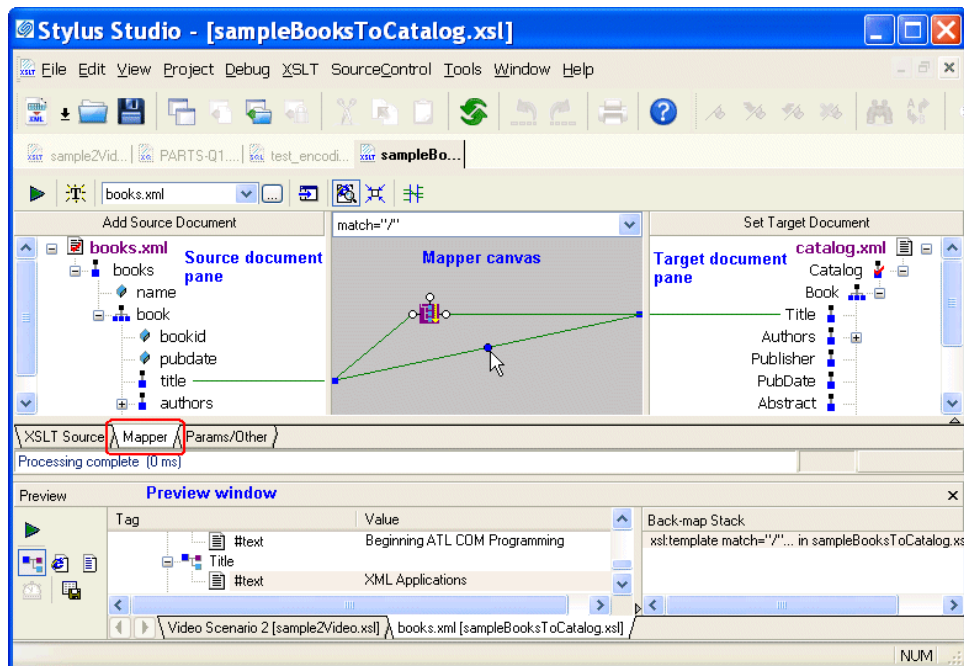 Stylus Studio - [sampleBooksToCatalog.xsl]
File Edit View Project Debug XSLT SourceControl Tools Window Help
sample2Vid... PARTS-Q1.... test_encodi... sampleBo...
books.xml
Add Source Document
match="/"
Set Target Document
books.xml
books
name
book
bookid
pubdate
title
authors
Source document
pane
Mapper canvas
Target document
pane
catalog.xml
Catalog
Book
Title
Authors
Publisher
PubDate
Abstract
XSLT Source Mapper Params/Other
Processing complete (0 ms)
Preview
Preview window
Tag Value
#text Beginning ATL COM Programming
Title
#text XML Applications
Back-map Stack
xsl:template match="/"... in sampleBooksToCatalog.xs
Video Scenario 2 [sample2Video.xsl] books.xml [sampleBooksToCatalog.xsl]
NUM